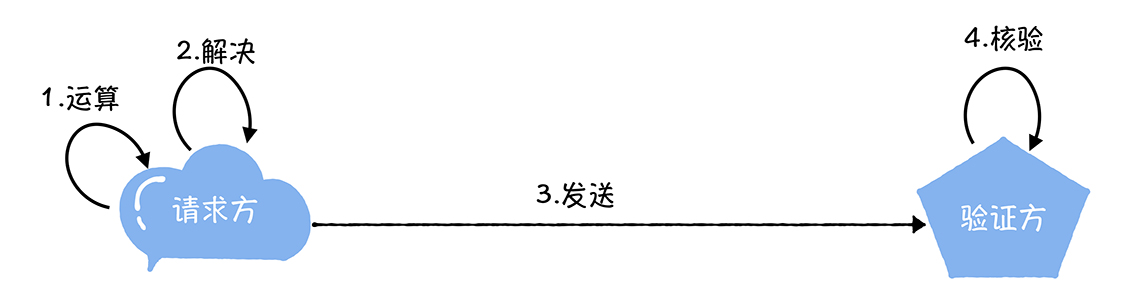 1.运算
2.解决
请求方
3.发送
4.核验
验证方